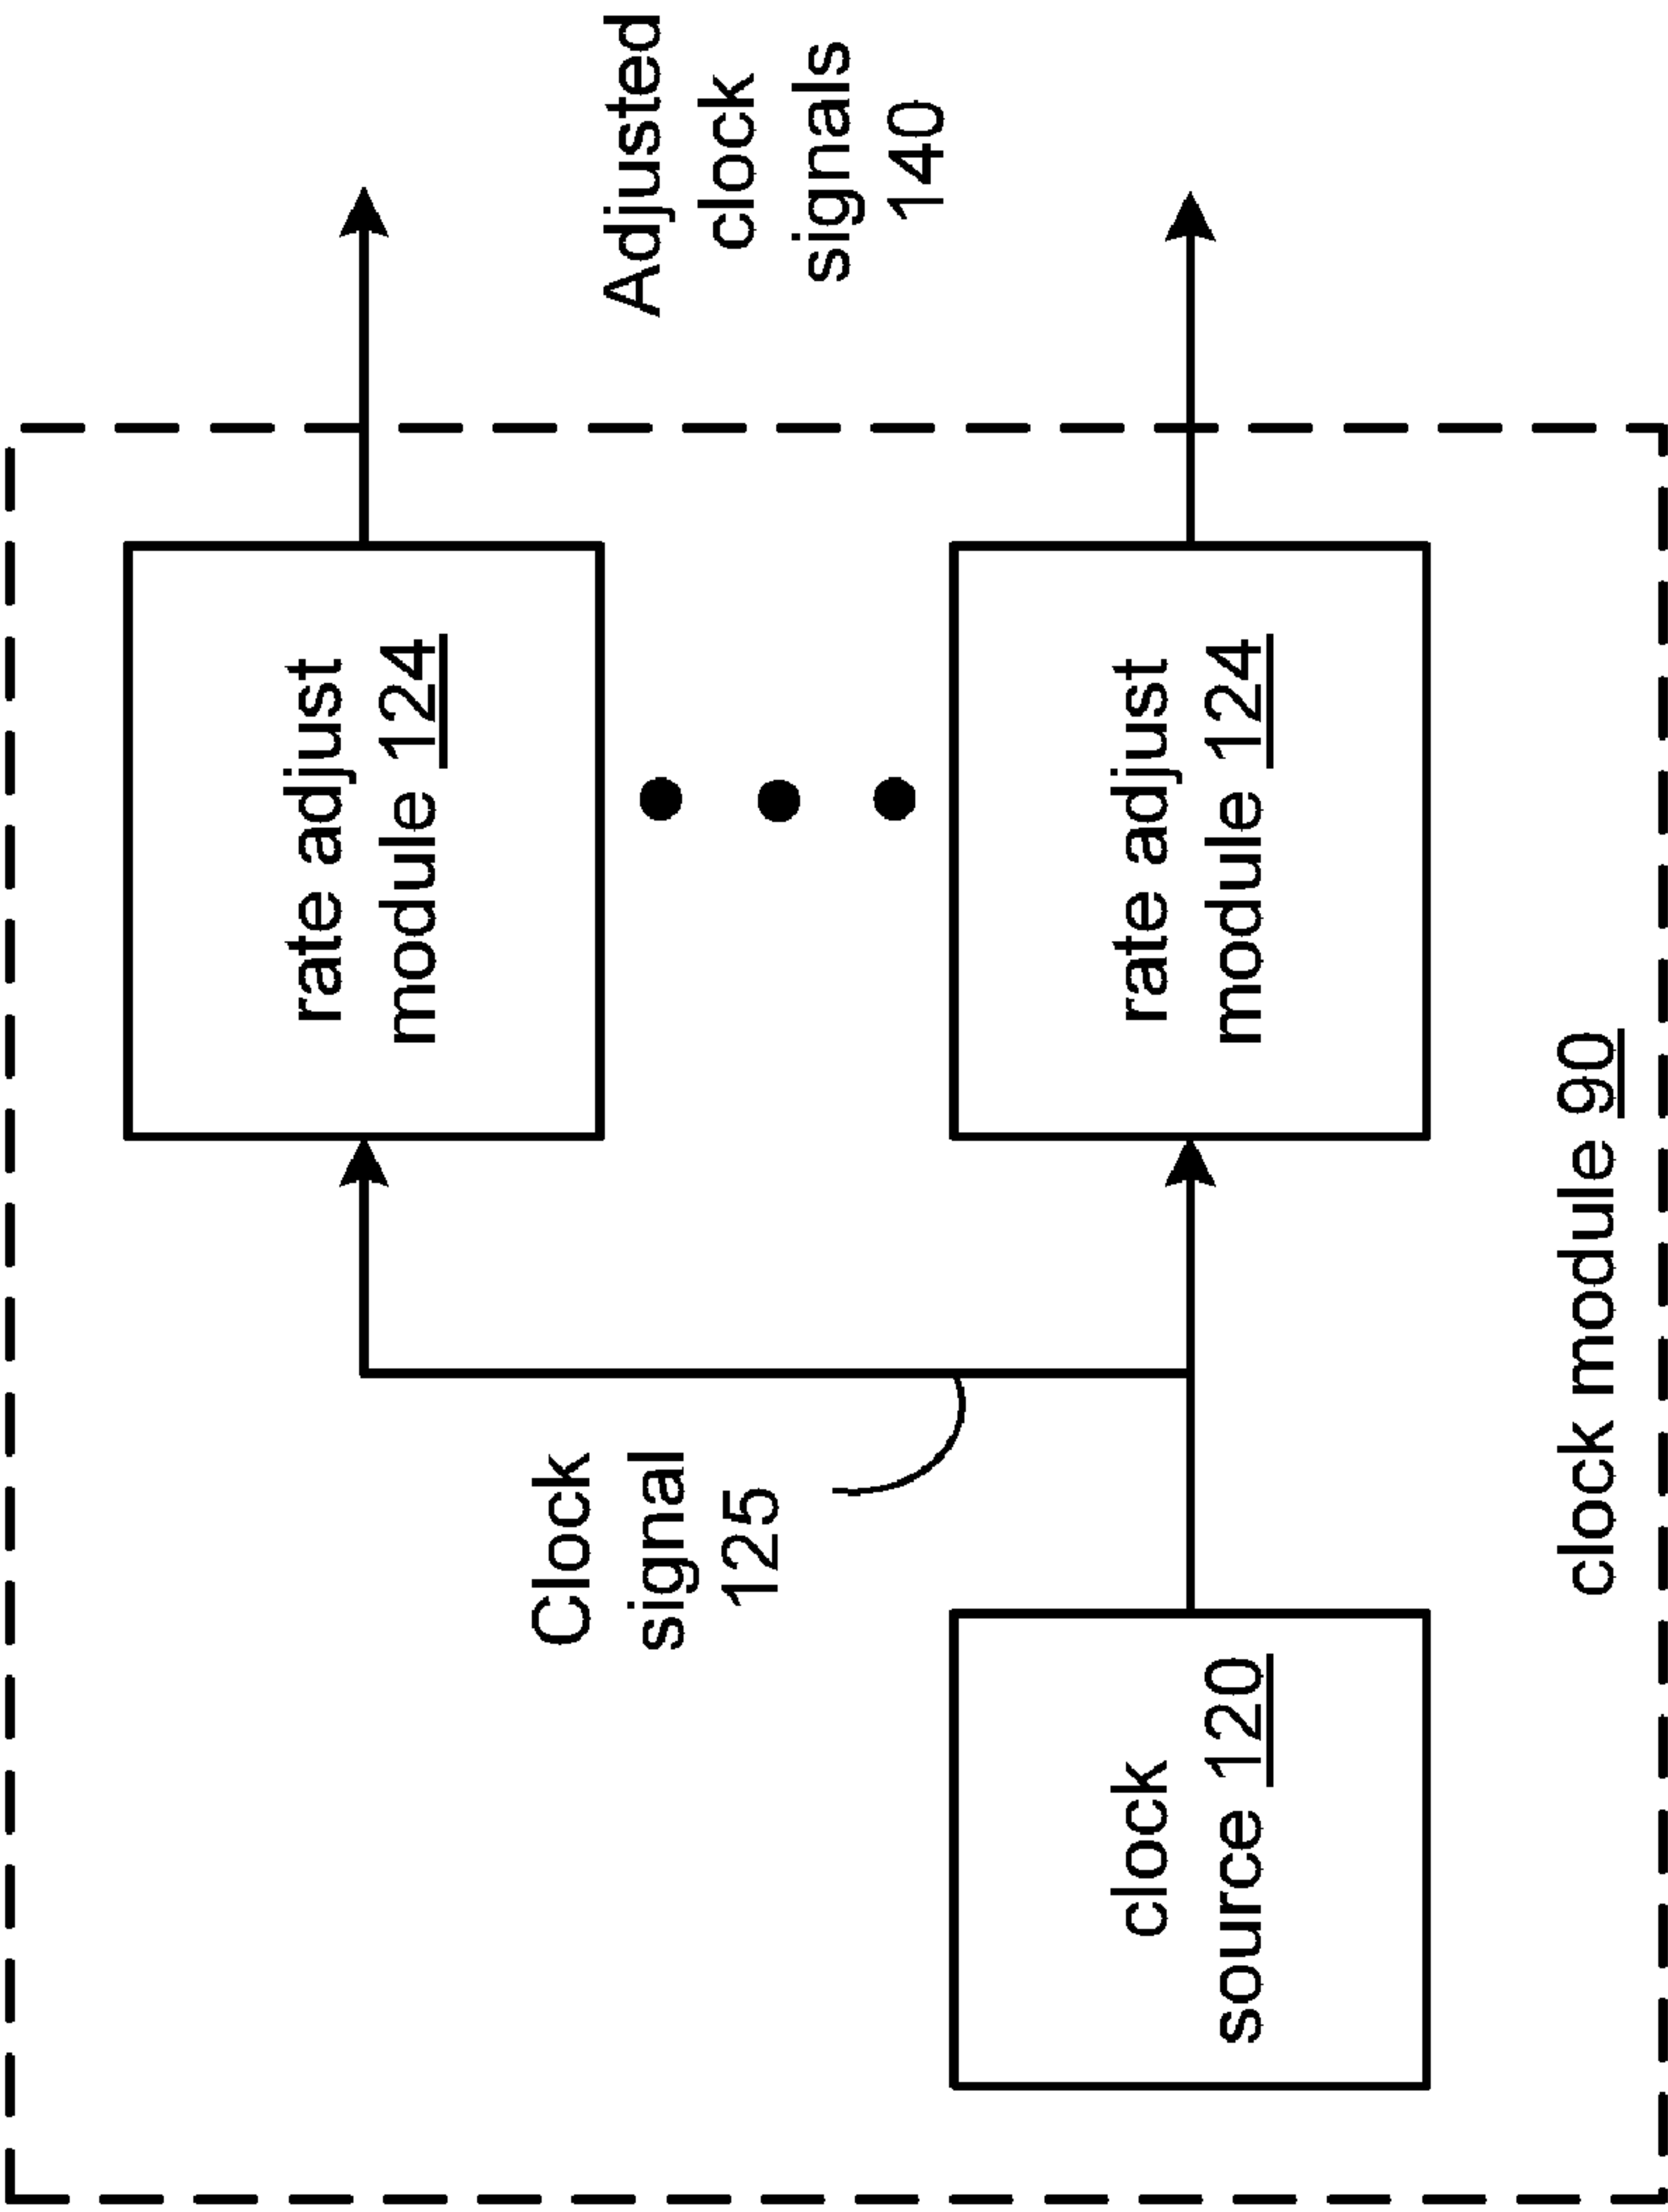 rate adjust
module 124
Adjusted
clock
signals
140
Clock
signal
125
clock
source 120
rate adjust
module 124
clock module 90